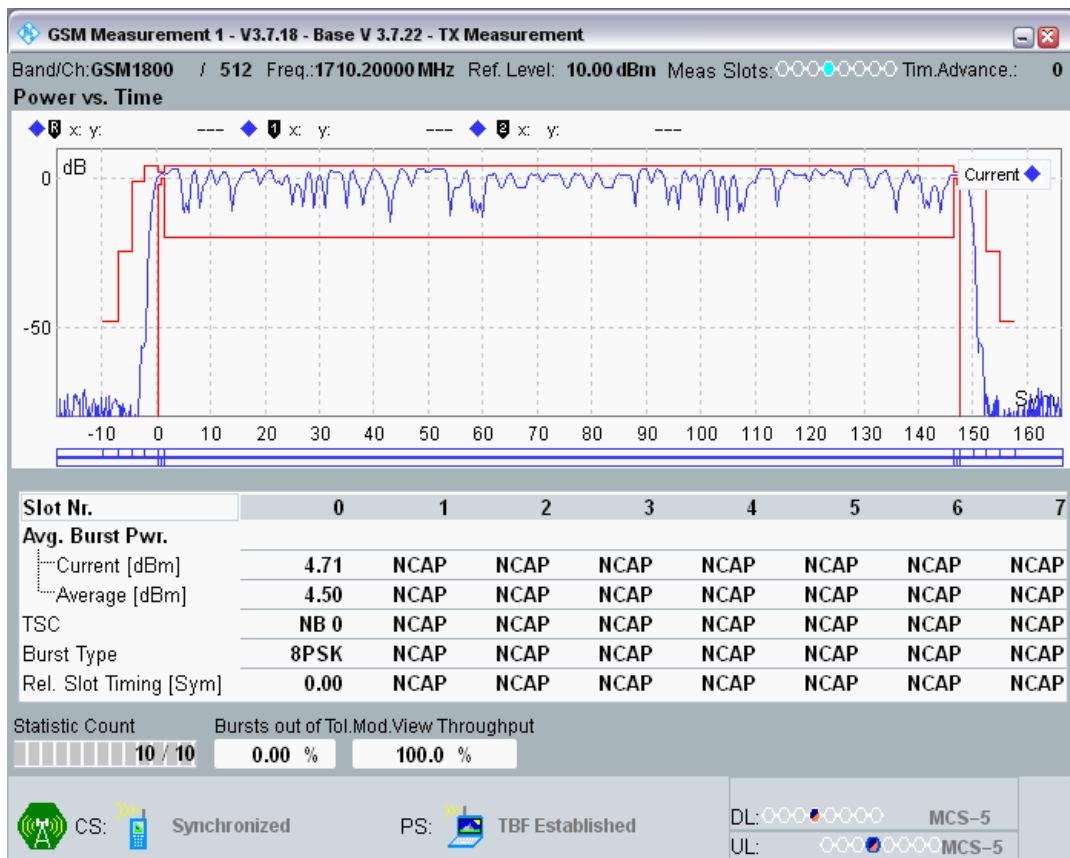 GSM Measurement 1 - V3.7.18 - Base V 3.7.22 - TX Measurement
Band/Ch:GSM1800 / 512 Freq.:1710.20000 MHz Ref. Level: 10.00 dBm Meas Slots: Tim.Advance.: 0
Power vs. Time
R x: y: --- 1 x: y: --- 2 x: y: ---
dB
Current
0
-50
Symb
-10 0 10 20 30 40 50 60 70 80 90 100 110 120 130 140 150 160
Slot Nr. 0 1 2 3 4 5 6 7
Avg. Burst Pwr.
Current [dBm] 4.71 NCAP NCAP NCAP NCAP NCAP NCAP NCAP
Average [dBm] 4.50 NCAP NCAP NCAP NCAP NCAP NCAP NCAP
TSC NB 0 NCAP NCAP NCAP NCAP NCAP NCAP NCAP
Burst Type 8PSK NCAP NCAP NCAP NCAP NCAP NCAP NCAP
Rel. Slot Timing [Sym] 0.00 NCAP NCAP NCAP NCAP NCAP NCAP NCAP
Statistic Count Bursts out of Tol.Mod.View Throughput
10 / 10 0.00 % 100.0 %
CS: Synchronized PS: TBF Established DL: MCS-5
UL: MCS-5